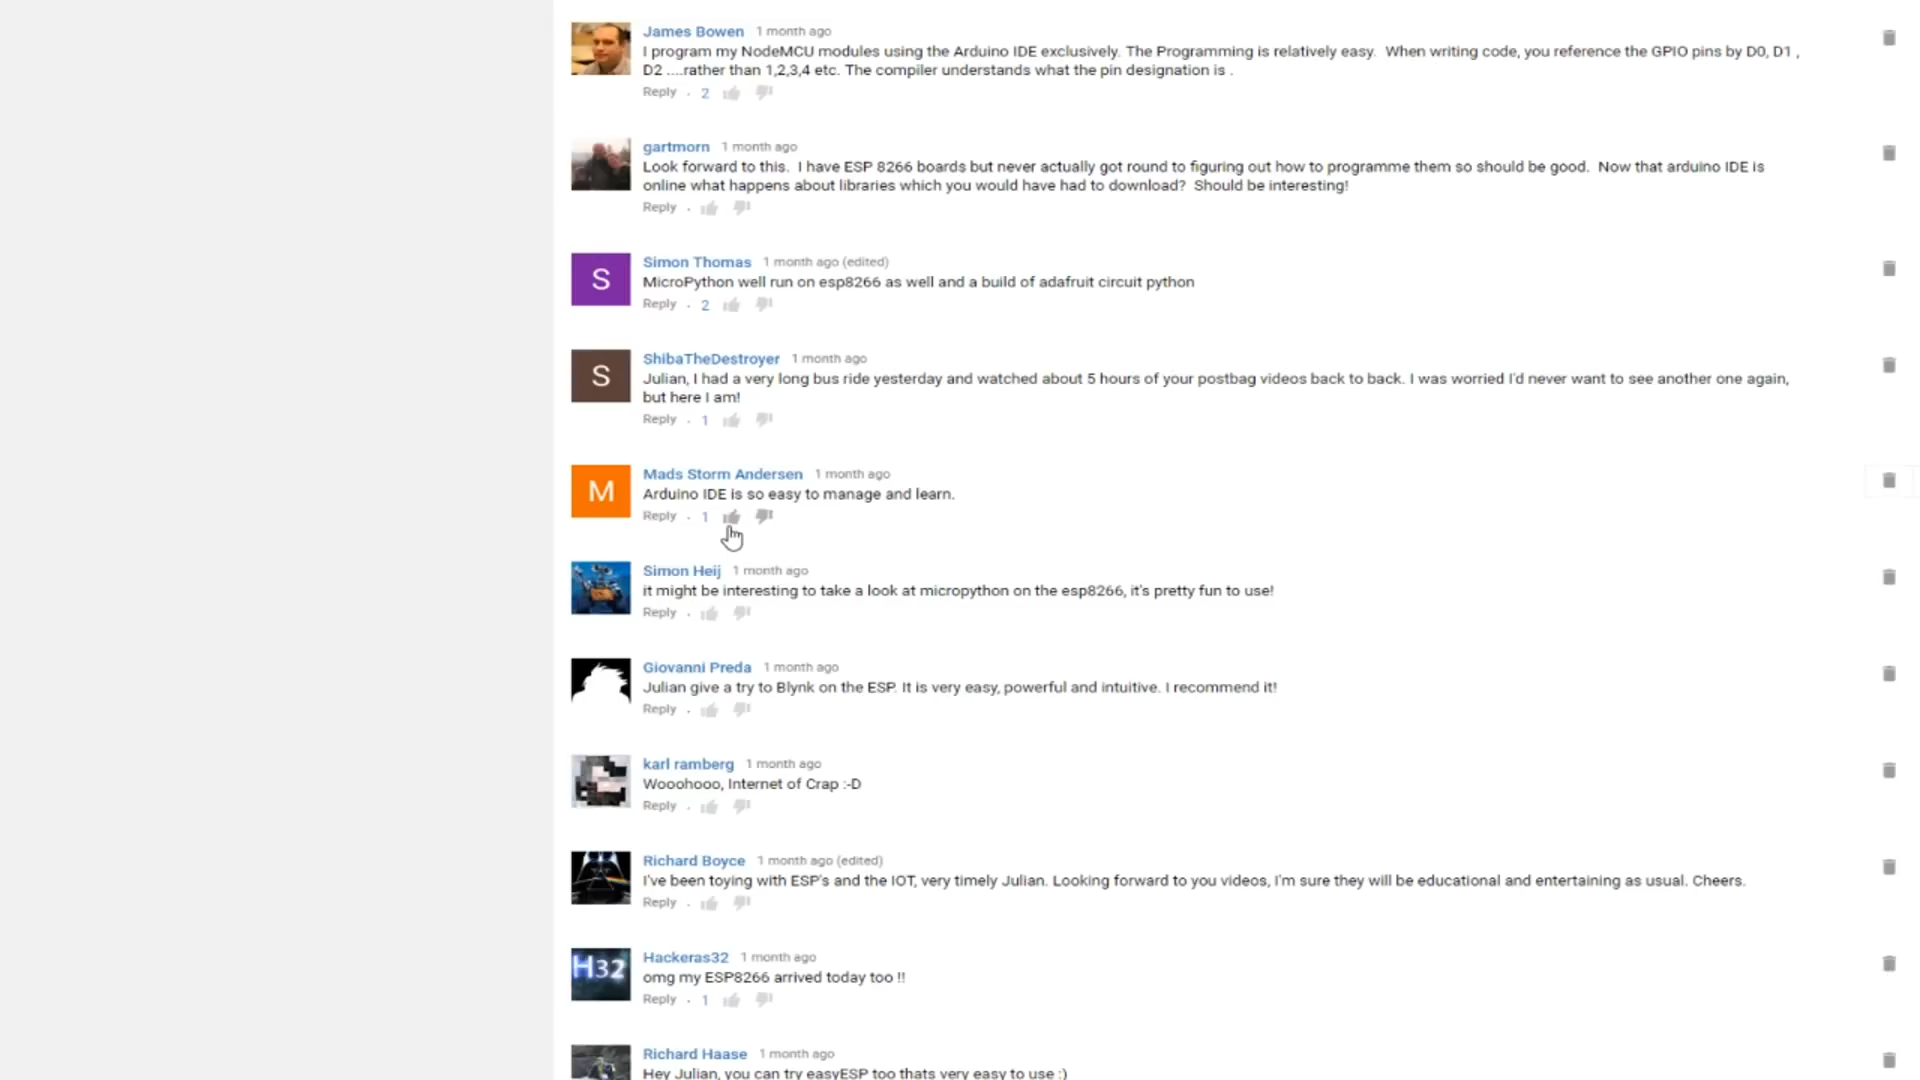 James Bowen 1 month ago
I program my NodeMCU modules using the Arduino IDE exclusively. The Programming is relatively easy. When writing code, you reference the GPIO pins by D0, D1 ,
D2 ....rather than 1,2,3,4 etc. The compiler understands what the pin designation is .
Reply . 2
gartmorn 1 month ago
Look forward to this. I have ESP 8266 boards but never actually got round to figuring out how to programme them so should be good. Now that arduino IDE is
online what happens about libraries which you would have had to download? Should be interesting!
Reply .
S
Simon Thomas 1 month ago (edited)
MicroPython well run on esp8266 as well and a build of adafruit circuit python
Reply . 2
S
ShibaTheDestroyer 1 month ago
Julian, I had a very long bus ride yesterday and watched about 5 hours of your postbag videos back to back. I was worried I'd never want to see another one again,
but here I am!
Reply . 1
M
Mads Storm Andersen 1 month ago
Arduino IDE is so easy to manage and learn.
Reply . 1
Simon Heij 1 month ago
it might be interesting to take a look at micropython on the esp8266, it's pretty fun to use!
Reply .
Giovanni Preda 1 month ago
Julian give a try to Blynk on the ESP. It is very easy, powerful and intuitive. I recommend it!
Reply .
karl ramberg 1 month ago
Wooohooo, Internet of Crap :-D
Reply .
Richard Boyce 1 month ago (edited)
I've been toying with ESP's and the IOT, very timely Julian. Looking forward to you videos, I'm sure they will be educational and entertaining as usual. Cheers.
Reply .
H32
Hackeras32 1 month ago
omg my ESP8266 arrived today too !!
Reply . 1
Richard Haase 1 month ago
Hey Julian, you can try easyESP too thats very easy to use :)